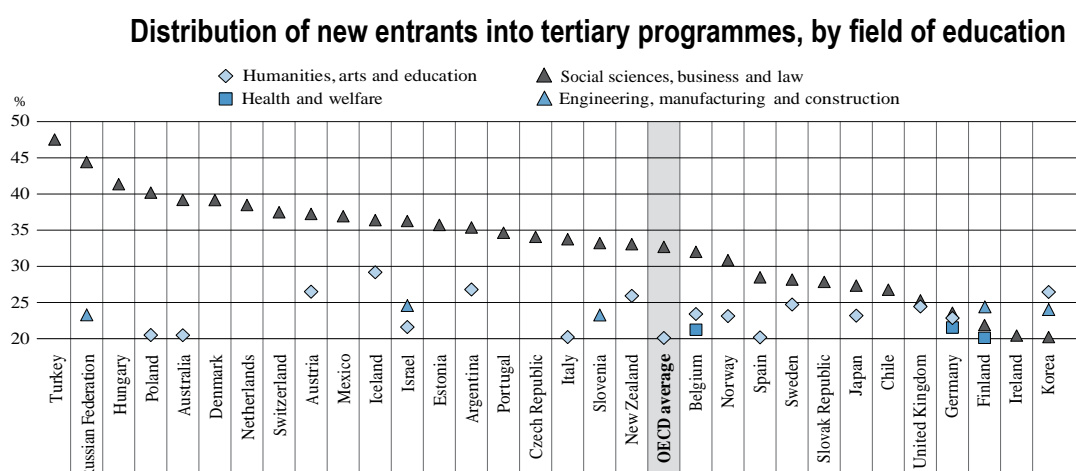 Distribution of new entrants into tertiary programmes, by field of education
Humanities, arts and education
Social sciences, business and law
Health and welfare
Engineering, manufacturing and construction
%
50
45
40
35
30
25
20
Turkey
ussian Federation
Hungary
Poland
Australia
Denmark
Netherlands
Switzerland
Austria
Mexico
Iceland
Israel
Estonia
Argentina
Portugal
Czech Republic
Italy
Slovenia
New Zealand
OECD average
Belgium
Norway
Spain
Sweden
Slovak Republic
Japan
Chile
United Kingdom
Germany
Finland
Ireland
Korea